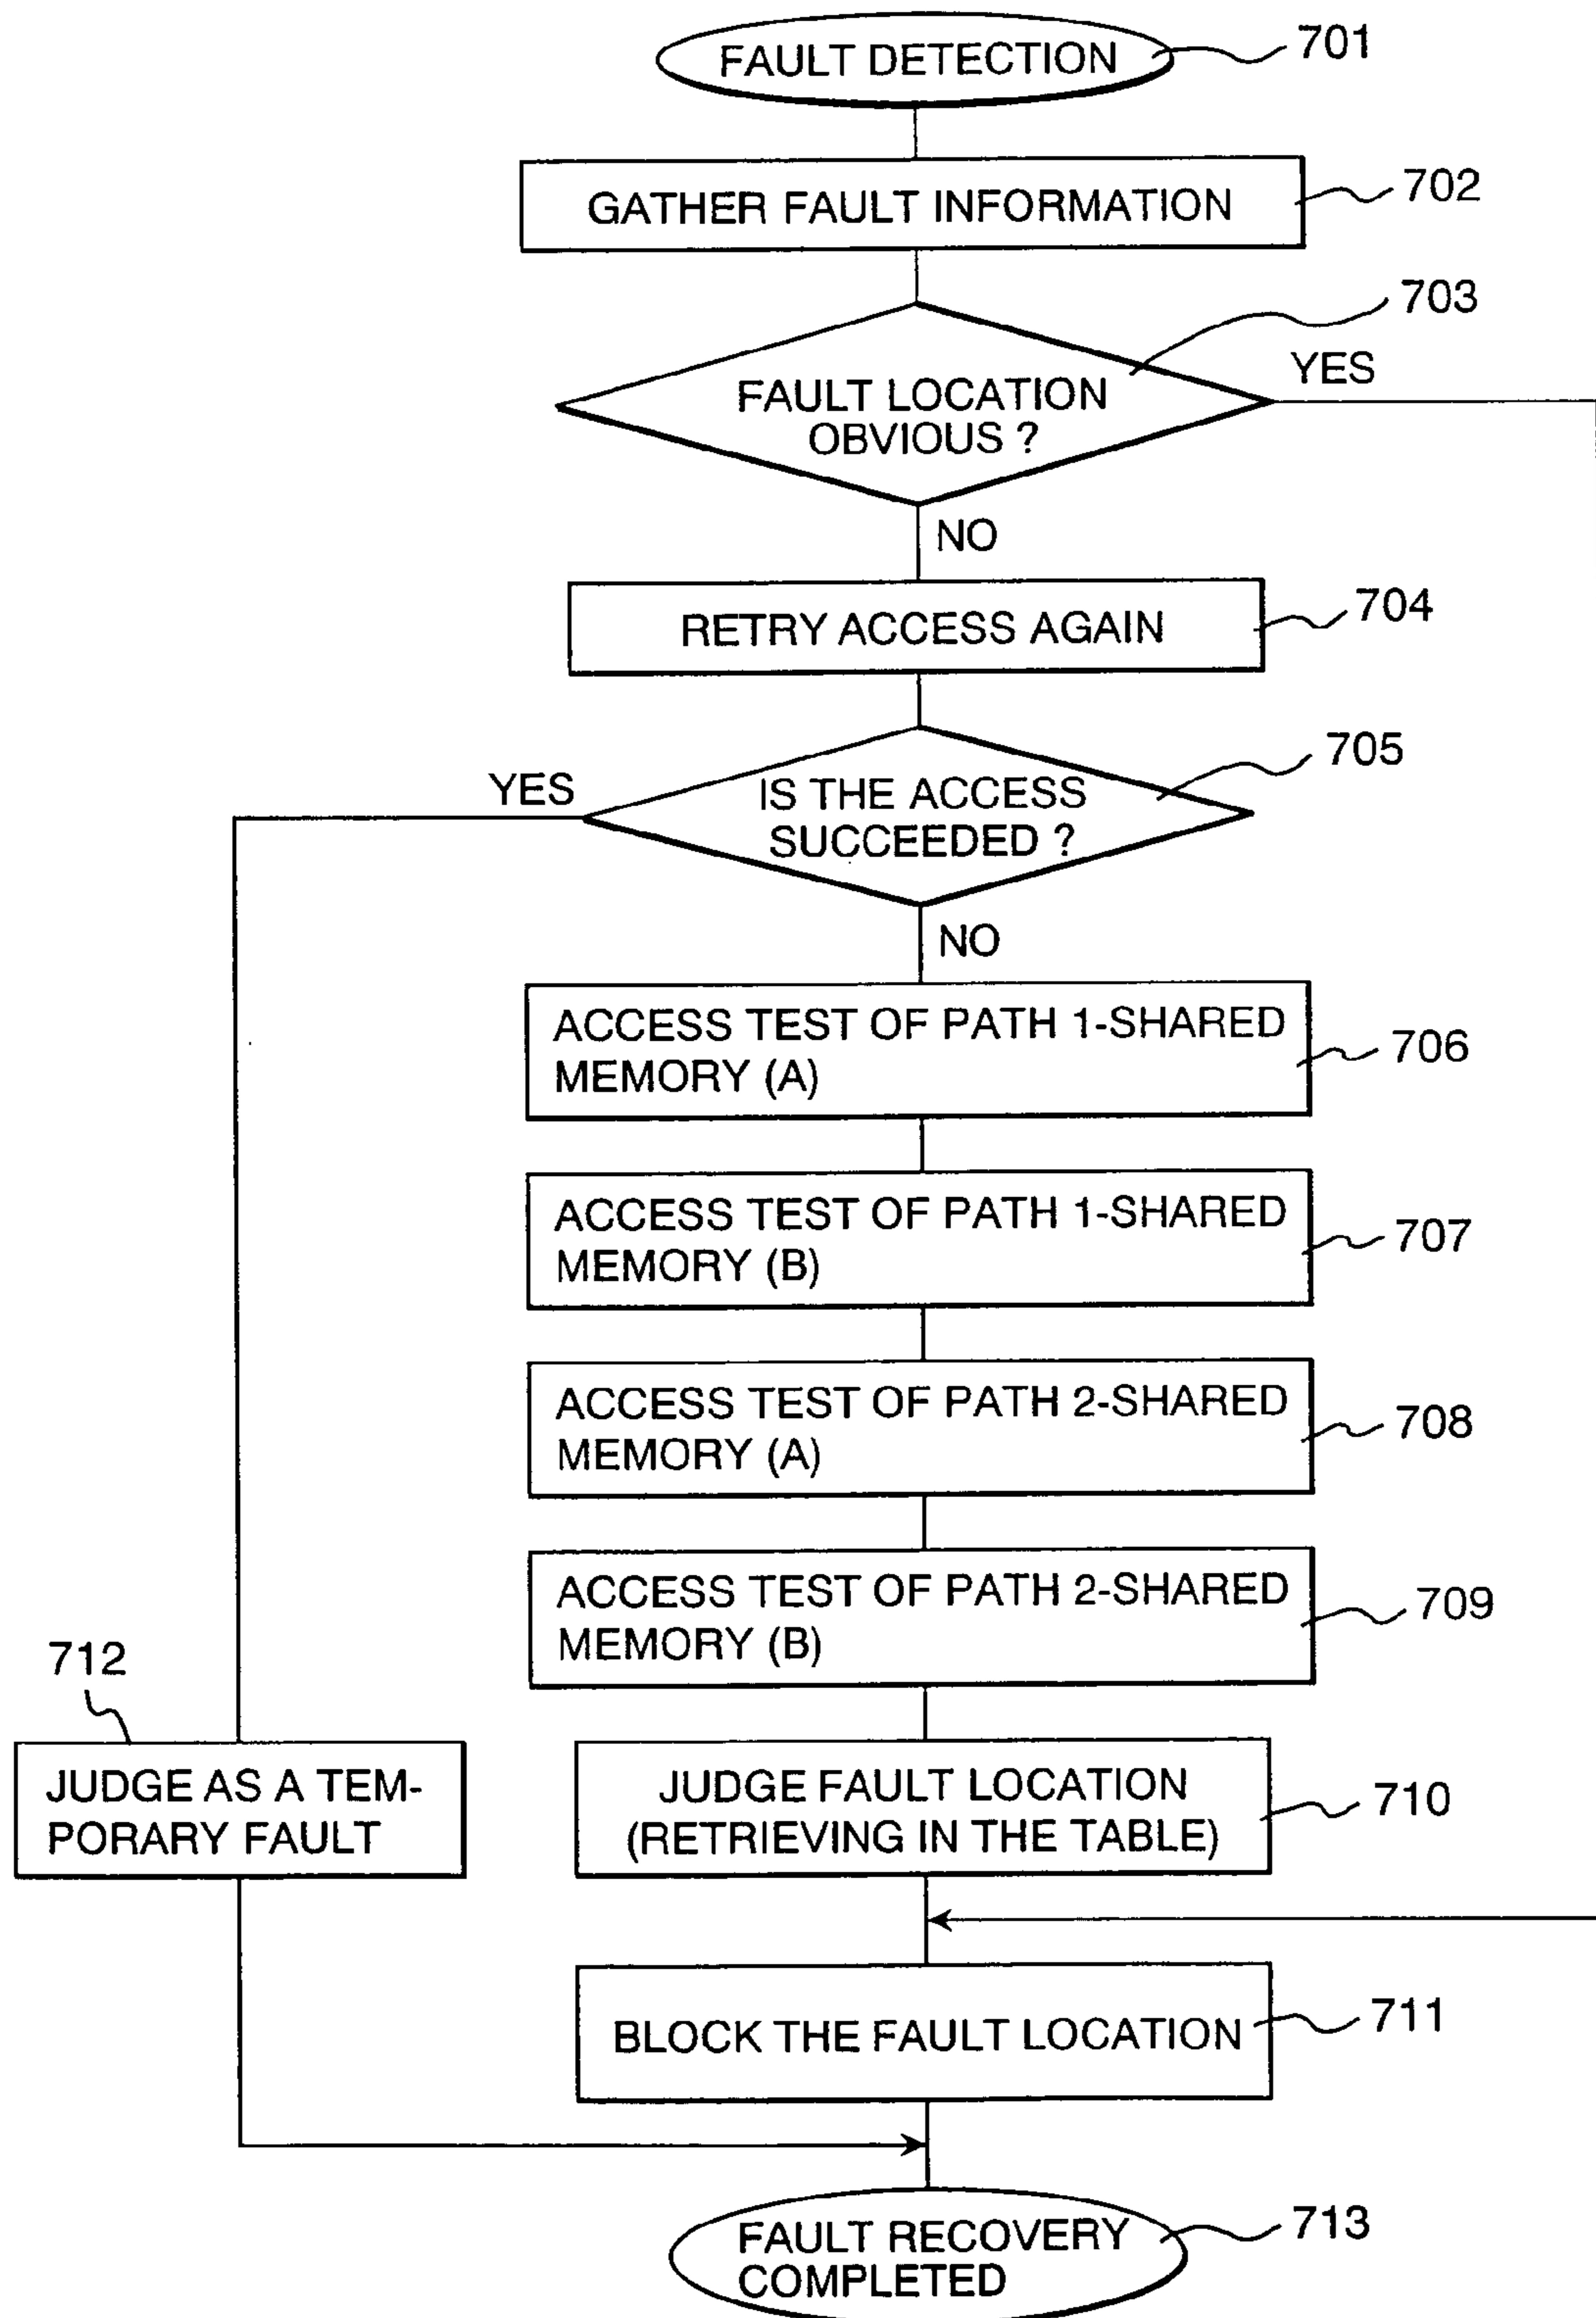 FAULT DETECTION
701
GATHER FAULT INFORMATION
702
703
FAULT LOCATION
OBVIOUS ?
YES
NO
RETRY ACCESS AGAIN
704
705
YES
IS THE ACCESS
SUCCEEDED ?
NO
ACCESS TEST OF PATH 1-SHARED
MEMORY (A)
706
ACCESS TEST OF PATH 1-SHARED
MEMORY (B)
707
ACCESS TEST OF PATH 2-SHARED
MEMORY (A)
708
ACCESS TEST OF PATH 2-SHARED
MEMORY (B)
709
712
JUDGE AS A TEM-
PORARY FAULT
JUDGE FAULT LOCATION
(RETRIEVING IN THE TABLE)
710
BLOCK THE FAULT LOCATION
711
FAULT RECOVERY
COMPLETED
713